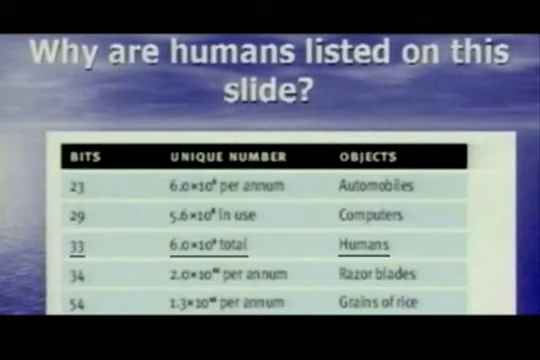 Why are humans listed on this
slide?
BITS UNIQUE NUMBER OBJECTS
23 per annum Automobiles
29 in use Computers
33 total Humans
34 per annum Razor blades
54 per annum Grains of rice